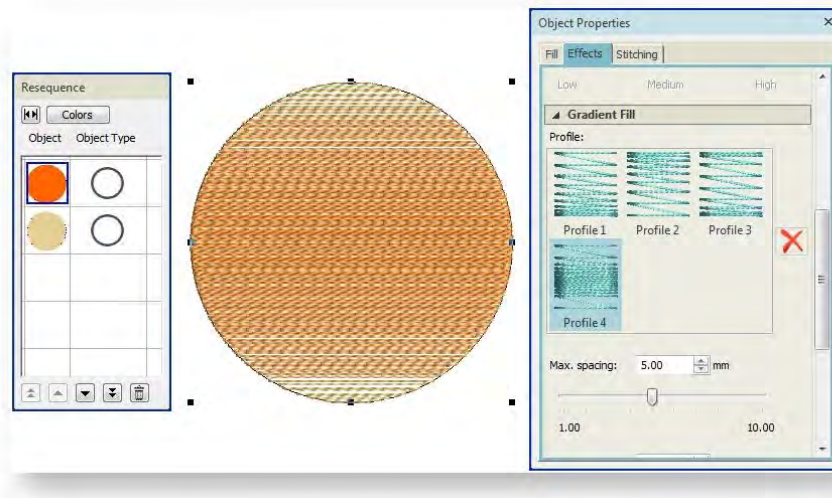 Resequence
Colors
Object Object Type
Object Properties
Fill Effects Stitching
Low Medium High
Gradient Fill
Profile:
Profile 1 Profile 2 Profile 3
Profile 4
Max. spacing: 5.00 mm
1.00 10.00